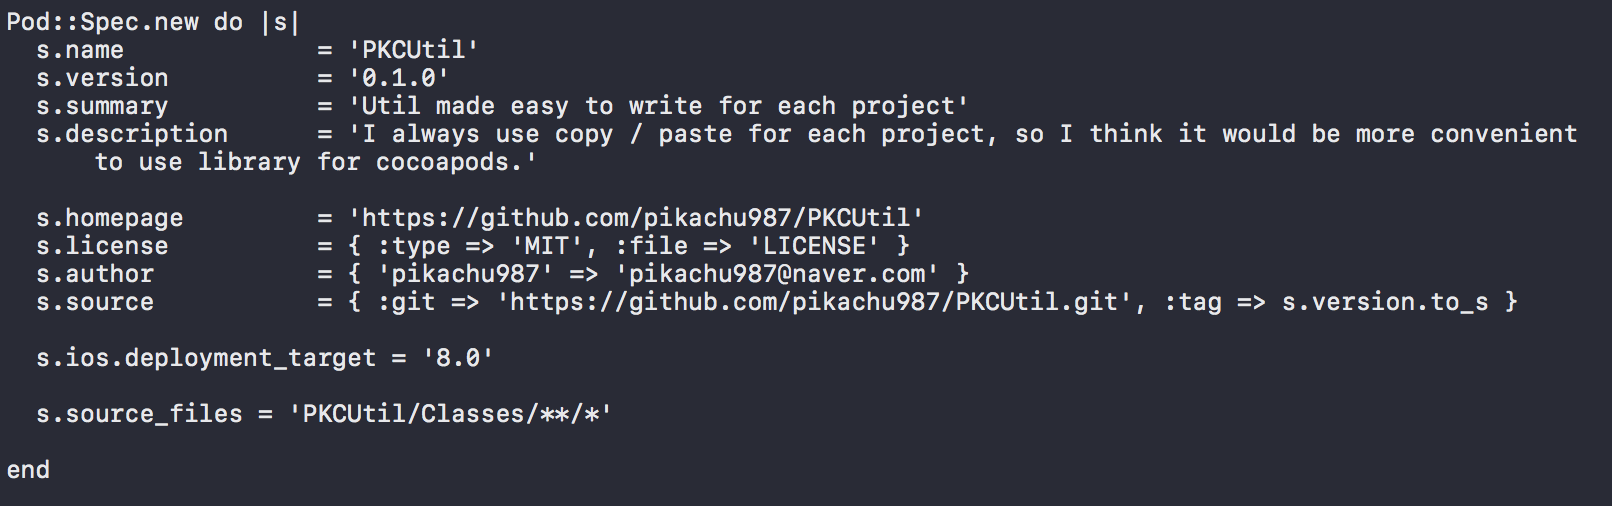 Pod::Spec.new do |s|
  s.name             = 'PKCUtil'
  s.version          = '0.1.0'
  s.summary          = 'Util made easy to write for each project'
  s.description      = 'I always use copy / paste for each project, so I think it would be more convenient
      to use library for cocoapods.'

  s.homepage         = 'https://github.com/pikachu987/PKCUtil'
  s.license          = { :type => 'MIT', :file => 'LICENSE' }
  s.author           = { 'pikachu987' => 'pikachu987@naver.com' }
  s.source           = { :git => 'https://github.com/pikachu987/PKCUtil.git', :tag => s.version.to_s }

  s.ios.deployment_target = '8.0'

  s.source_files = 'PKCUtil/Classes/**/*'

end